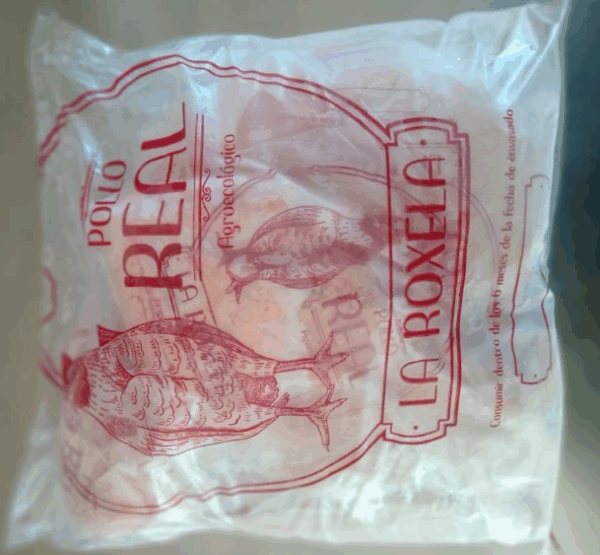 POLLO
REAL
Agroecológico
LA ROXELA
Consumir dentro de los 6 meses de la fecha de envasado